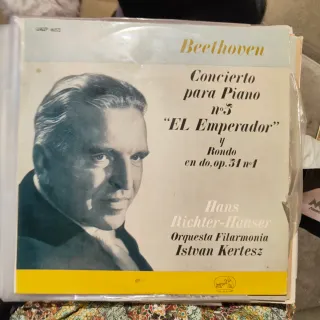 Beethoven
Concierto
para Piano
nº5
"EL Emperador"
y
Rondo
en do, op. 51 nº1
Hans
Richter-Haaser
Orquesta Filarmonia
Istvan Kertesz